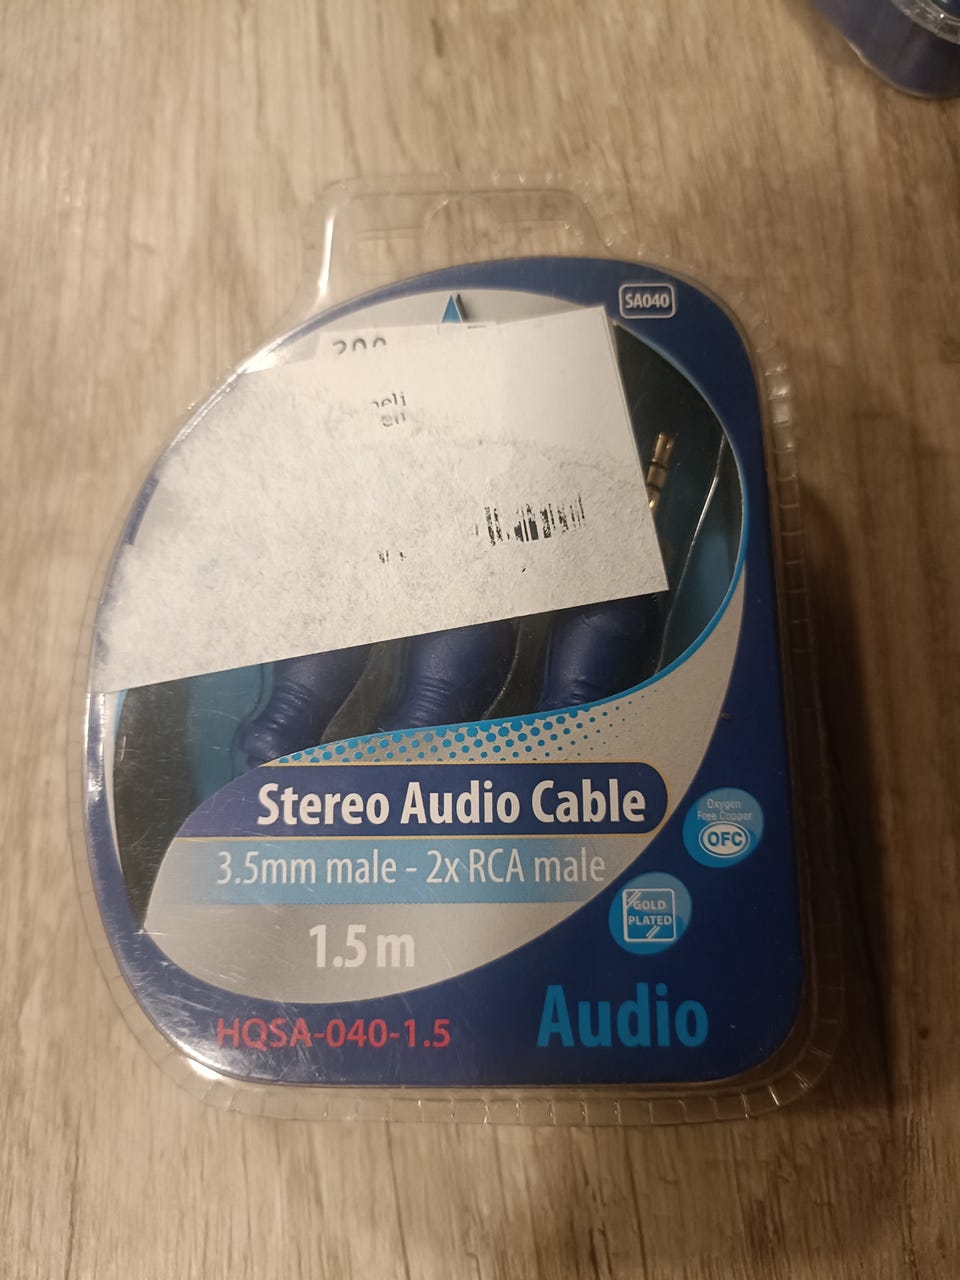 SA040
200
Stereo Audio Cable
3.5mm male - 2x RCA male
1.5 m
Oxygen
Free Copper
OFC
GOLD
PLATED
Audio
HQSA-040-1.5